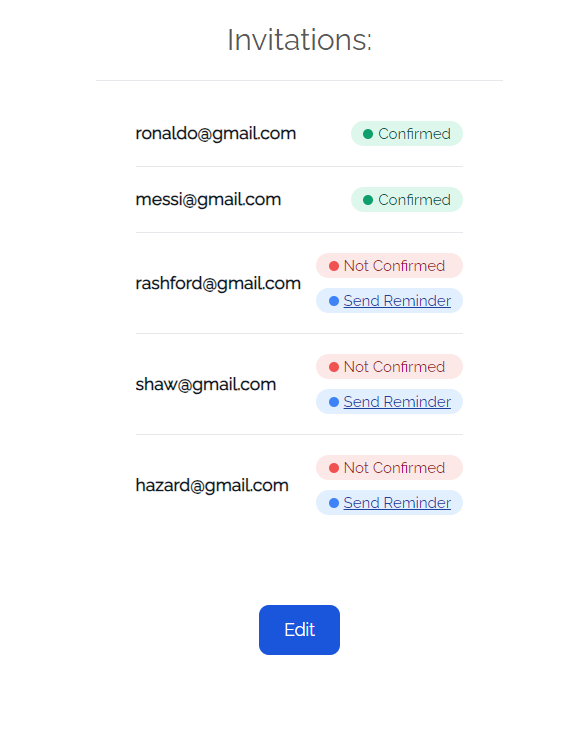 Invitations:
ronaldo@gmail.com Confirmed
messi@gmail.com Confirmed
rashford@gmail.com Not Confirmed
Send Reminder
shaw@gmail.com Not Confirmed
Send Reminder
hazard@gmail.com Not Confirmed
Send Reminder
Edit